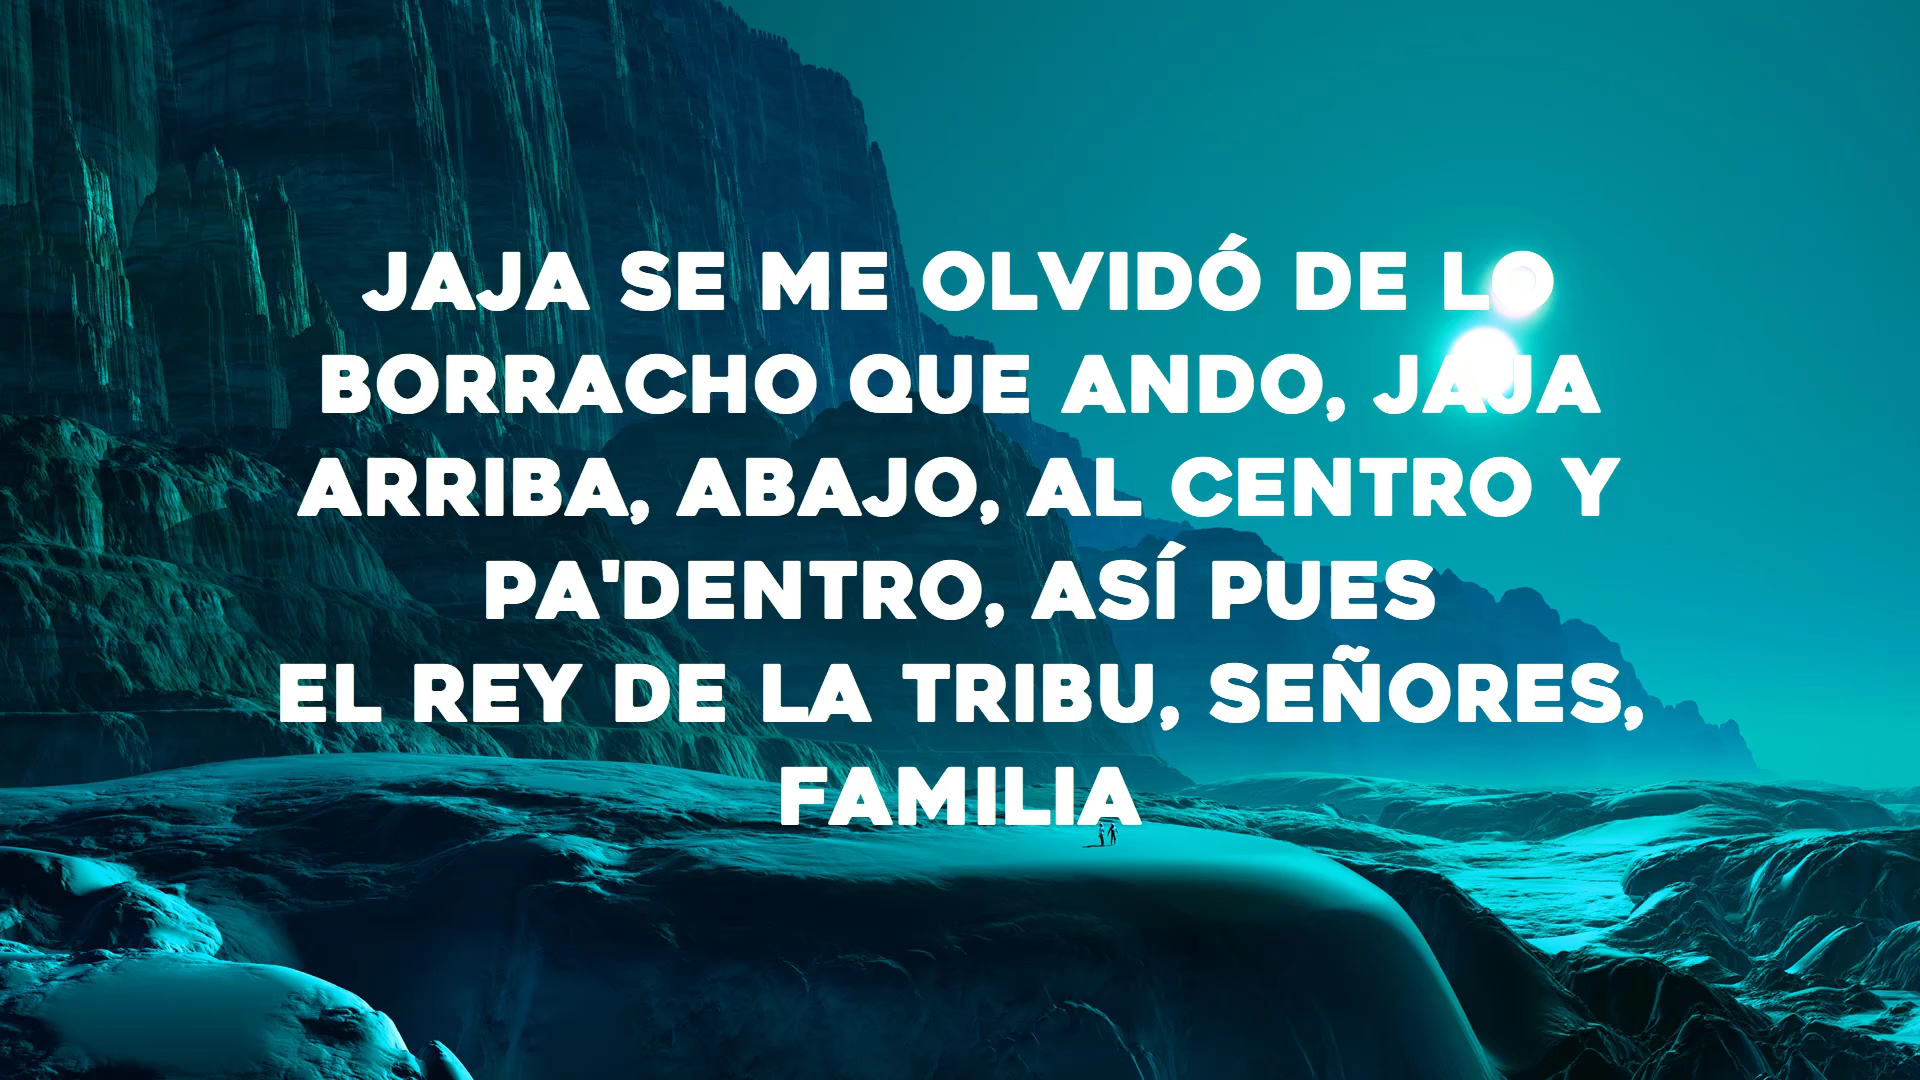 JAJA SE ME OLVIDÓ DE LO
BORRACHO QUE ANDO, JAJA
ARRIBA, ABAJO, AL CENTRO Y
PA'DENTRO, ASÍ PUES
EL REY DE LA TRIBU, SEÑORES,
FAMILIA